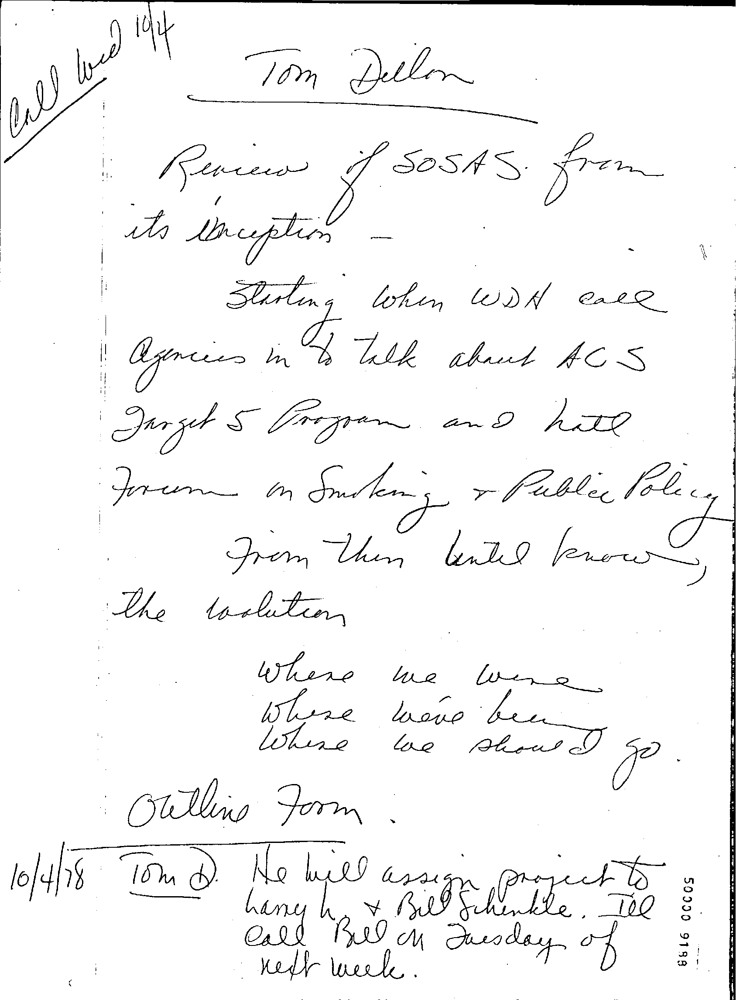 Call Wed 10/4
Tom Dillon
Review of SOSAS. from
its inception -
Starting when WDH call
agencies in to talk about ACS
Target 5 Program and Natl
Forum on Smoking & Public Policy
From then until know,
the evolution
where we were
where we've been
where we should go.
Outline Form.
10/4/78 Tom D. He will assign project to
Larry & Bill Schinkle. I'll
call Bill on Tuesday of
next week.
50000 9199